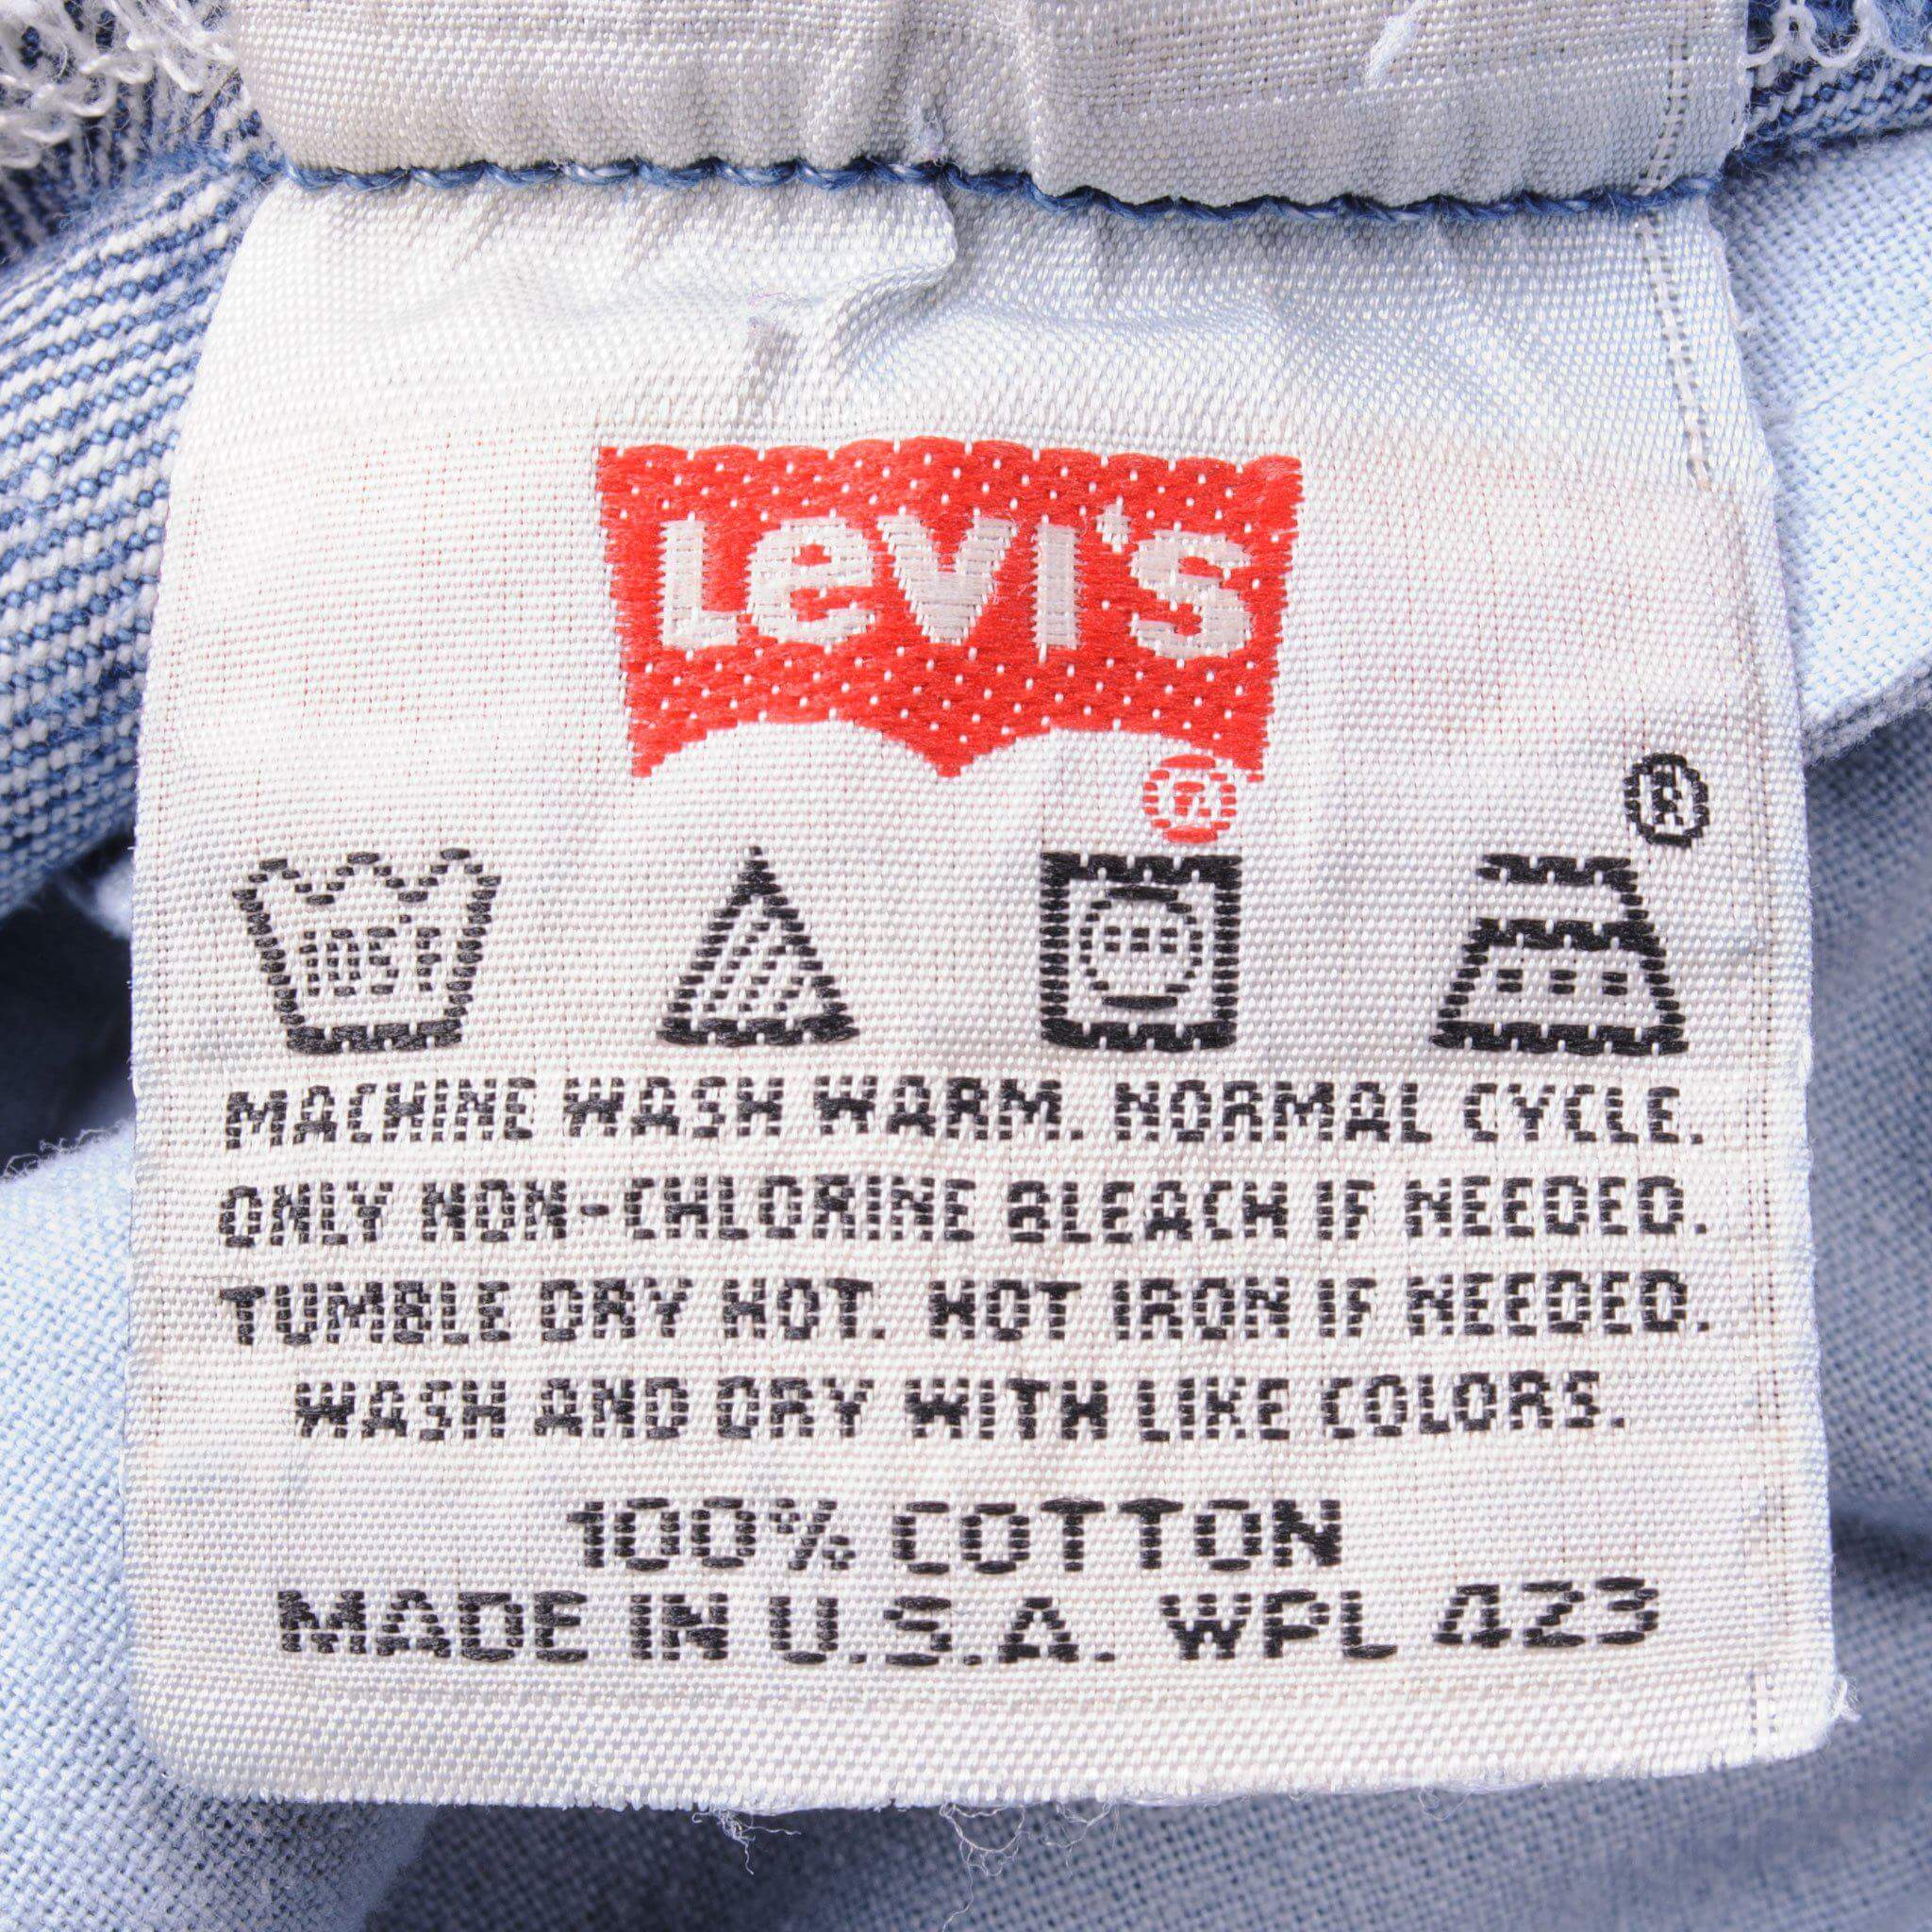 Levi's
®
®
105°F
MACHINE WASH WARM. NORMAL CYCLE.
ONLY NON-CHLORINE BLEACH IF NEEDED.
TUMBLE DRY HOT. HOT IRON IF NEEDED.
WASH AND DRY WITH LIKE COLORS.
100% COTTON
MADE IN U.S.A. WPL 423